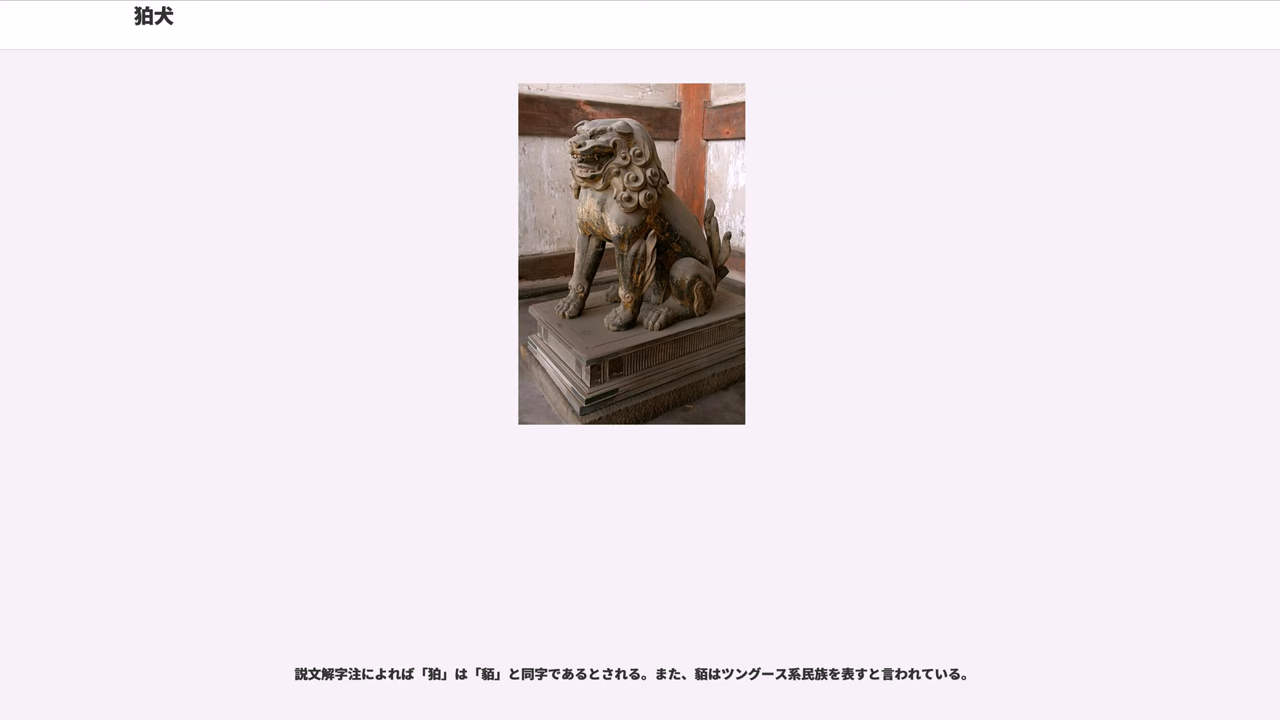 狛犬
説文解字注によれば「狛」は「貊」と同字であるとされる。また、貊はツングース系民族を表すと言われている。